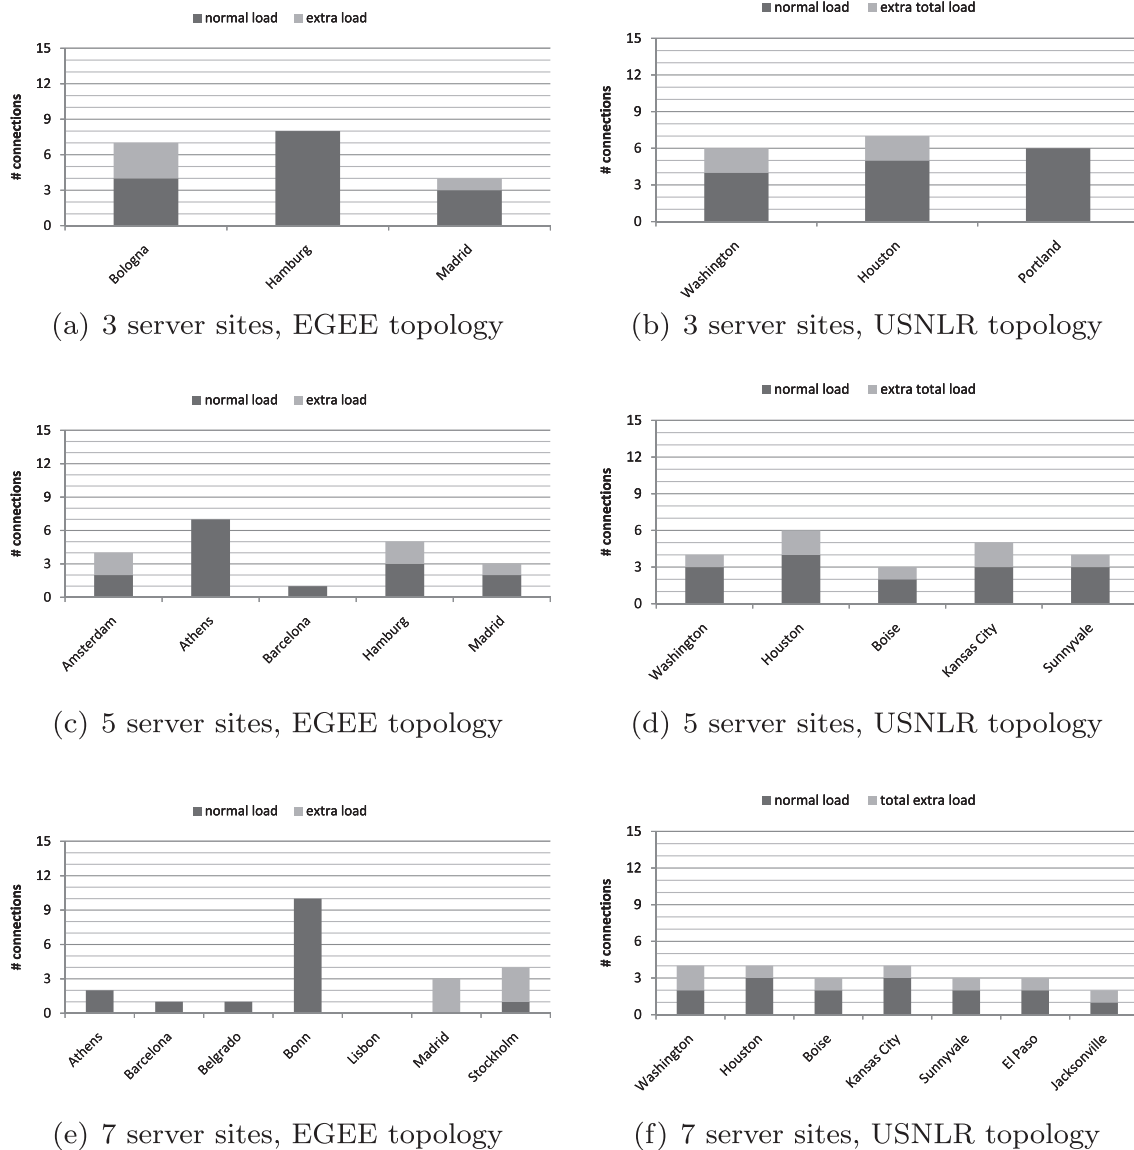 normal load extra load
15
12
9
6
3
0
# connections
Bologna
Hamburg
Madrid
(a) 3 server sites, EGEE topology
normal load extra total load
15
12
9
6
3
0
# connections
Washington
Houston
Portland
(b) 3 server sites, USNLR topology
normal load extra load
15
12
9
6
3
0
# connections
Amsterdam
Athens
Barcelona
Hamburg
Madrid
(c) 5 server sites, EGEE topology
normal load extra total load
15
12
9
6
3
0
# connections
Washington
Houston
Boise
Kansas City
Sunnyvale
(d) 5 server sites, USNLR topology
normal load extra load
15
12
9
6
3
0
# connections
Athens
Barcelona
Belgrado
Bonn
Lisbon
Madrid
Stockholm
(e) 7 server sites, EGEE topology
normal load total extra load
15
12
9
6
3
0
# connections
Washington
Houston
Boise
Kansas City
Sunnyvale
El Paso
Jacksonville
(f) 7 server sites, USNLR topology